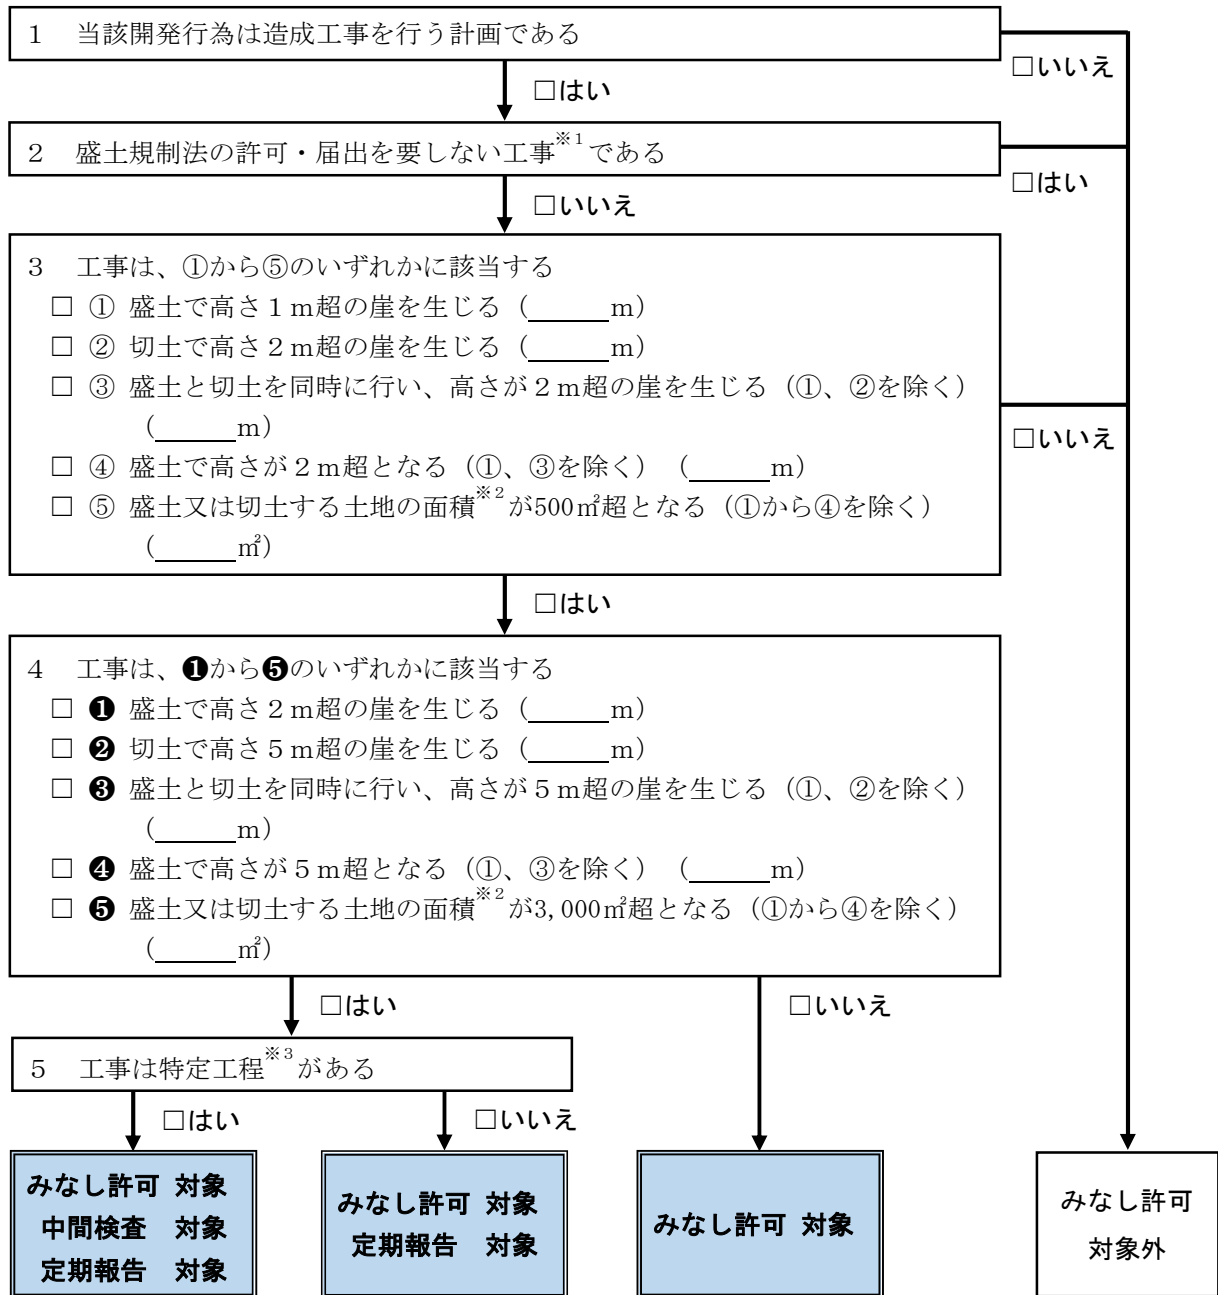 1 当該開発行為は造成工事を行う計画である
□いいえ
□はい
2 盛土規制法の許可・届出を要しない工事※1である
□はい
□いいえ
3 工事は、①から⑤のいずれかに該当する
□ ① 盛土で高さ1m超の崖を生じる（______m）
□ ② 切土で高さ2m超の崖を生じる（______m）
□ ③ 盛土と切土を同時に行い、高さが2m超の崖を生じる（①、②を除く）
（______m）
□いいえ
□ ④ 盛土で高さが2m超となる（①、③を除く）（______m）
□ ⑤ 盛土又は切土する土地の面積※2が500㎡超となる（①から④を除く）
（______㎡）
□はい
4 工事は、❶から❺のいずれかに該当する
□ ❶ 盛土で高さ2m超の崖を生じる（______m）
□ ❷ 切土で高さ5m超の崖を生じる（______m）
□ ❸ 盛土と切土を同時に行い、高さが5m超の崖を生じる（①、②を除く）
（______m）
□ ❹ 盛土で高さが5m超となる（①、③を除く）（______m）
□ ❺ 盛土又は切土する土地の面積※2が3,000㎡超となる（①から④を除く）
（______㎡）
□はい
□いいえ
5 工事は特定工程※3がある
□はい
□いいえ
みなし許可 対象
中間検査 対象
定期報告 対象
みなし許可 対象
定期報告 対象
みなし許可 対象
みなし許可
対象外